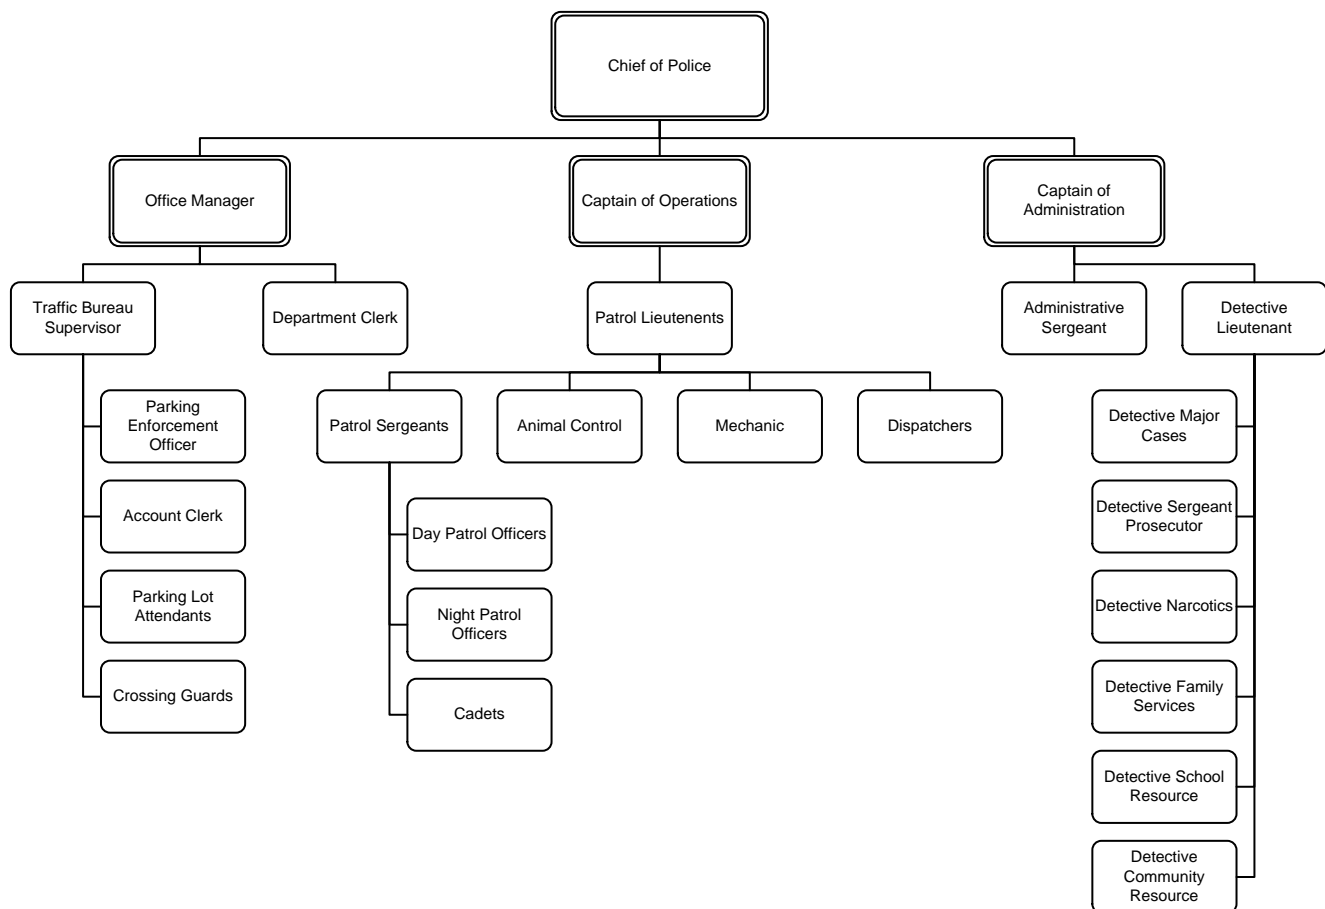 Chief of Police
Office Manager
Captain of Operations
Captain of
Administration
Traffic Bureau
Supervisor
Department Clerk
Patrol Lieutenents
Administrative
Sergeant
Detective
Lieutenant
Parking
Enforcement
Officer
Account Clerk
Parking Lot
Attendants
Crossing Guards
Patrol Sergeants
Animal Control
Mechanic
Dispatchers
Day Patrol Officers
Night Patrol
Officers
Cadets
Detective Major
Cases
Detective Sergeant
Prosecutor
Detective Narcotics
Detective Family
Services
Detective School
Resource
Detective
Community
Resource